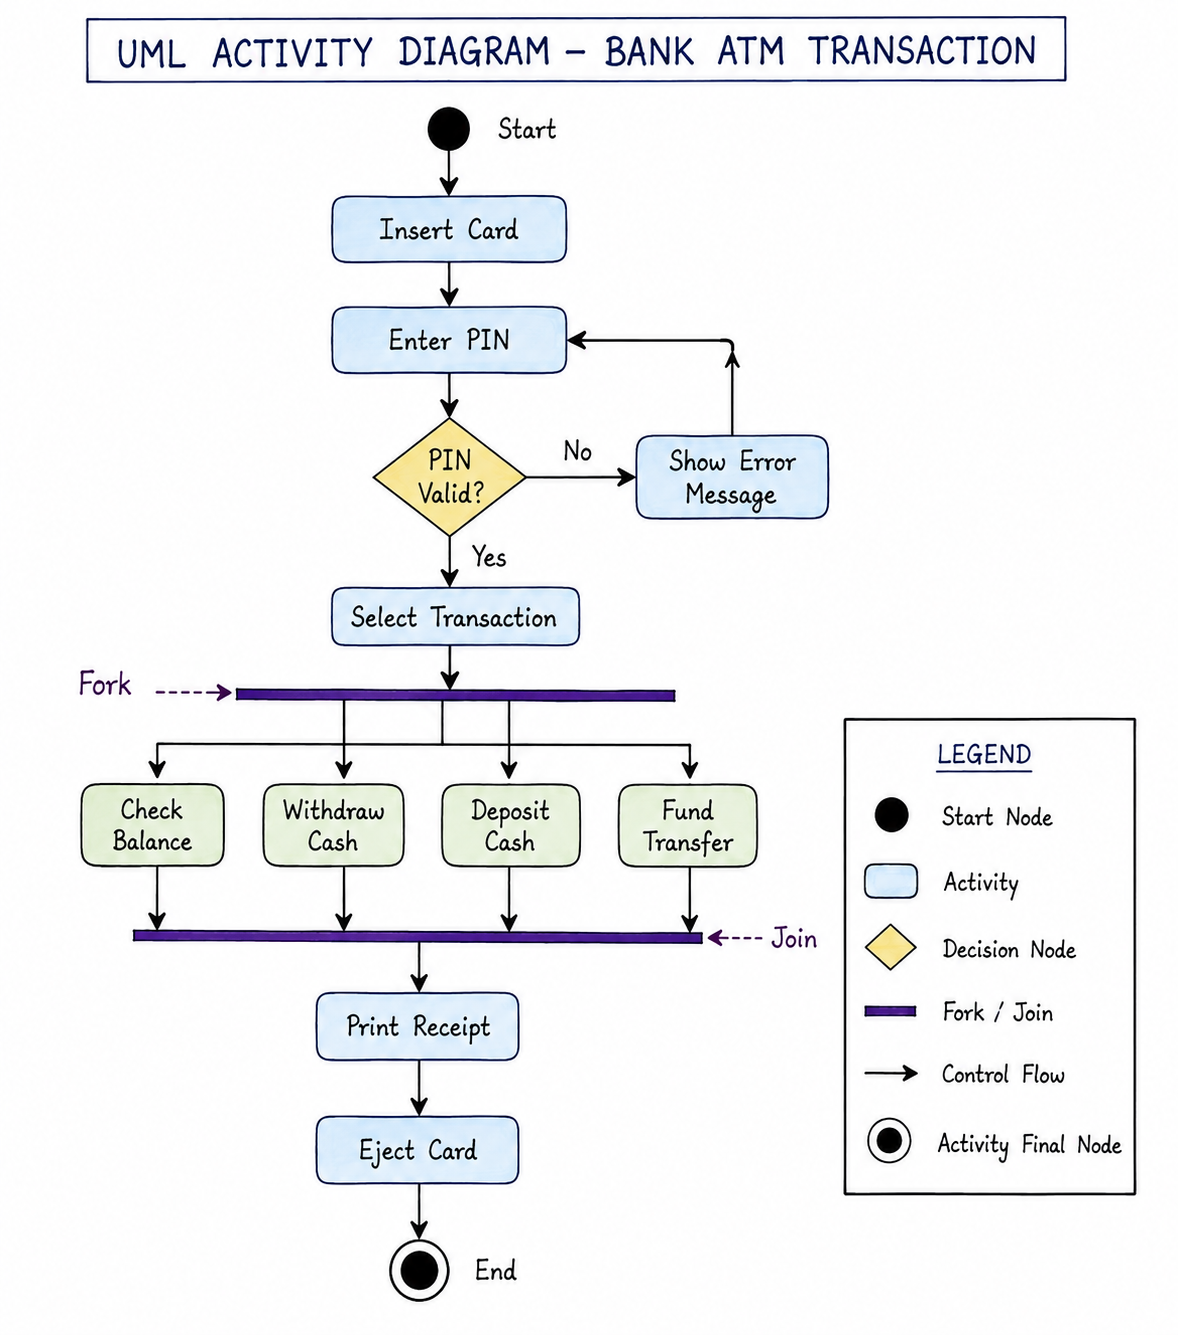 UML ACTIVITY DIAGRAM – BANK ATM TRANSACTION
Start
Insert Card
Enter PIN
PIN
Valid?
No
Show Error
Message
Yes
Select Transaction
Fork
Check
Balance
Withdraw
Cash
Deposit
Cash
Fund
Transfer
Join
Print Receipt
Eject Card
End
LEGEND
Start Node
Activity
Decision Node
Fork / Join
Control Flow
Activity Final Node